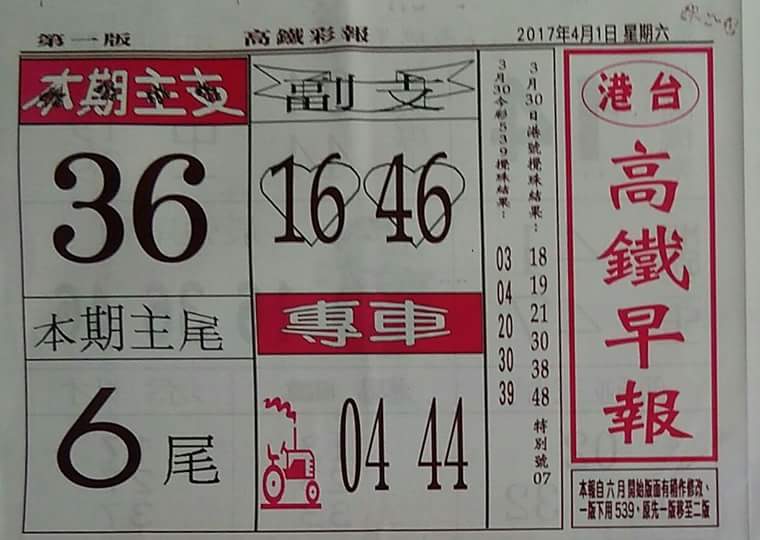 第一版
高鐵彩報
2017年4月1日 星期六
本期主支
36
本期主尾
6尾
副支
16 46
專車
04 44
3月30日港號攪珠結果：
18
19
21
30
38
48
特別號
07
3月30今彩539攪珠結果：
03
04
20
30
39
港台
高鐵早報
本報自六月開始版面有稍作修改、
一版下用539，原先一版移至二版